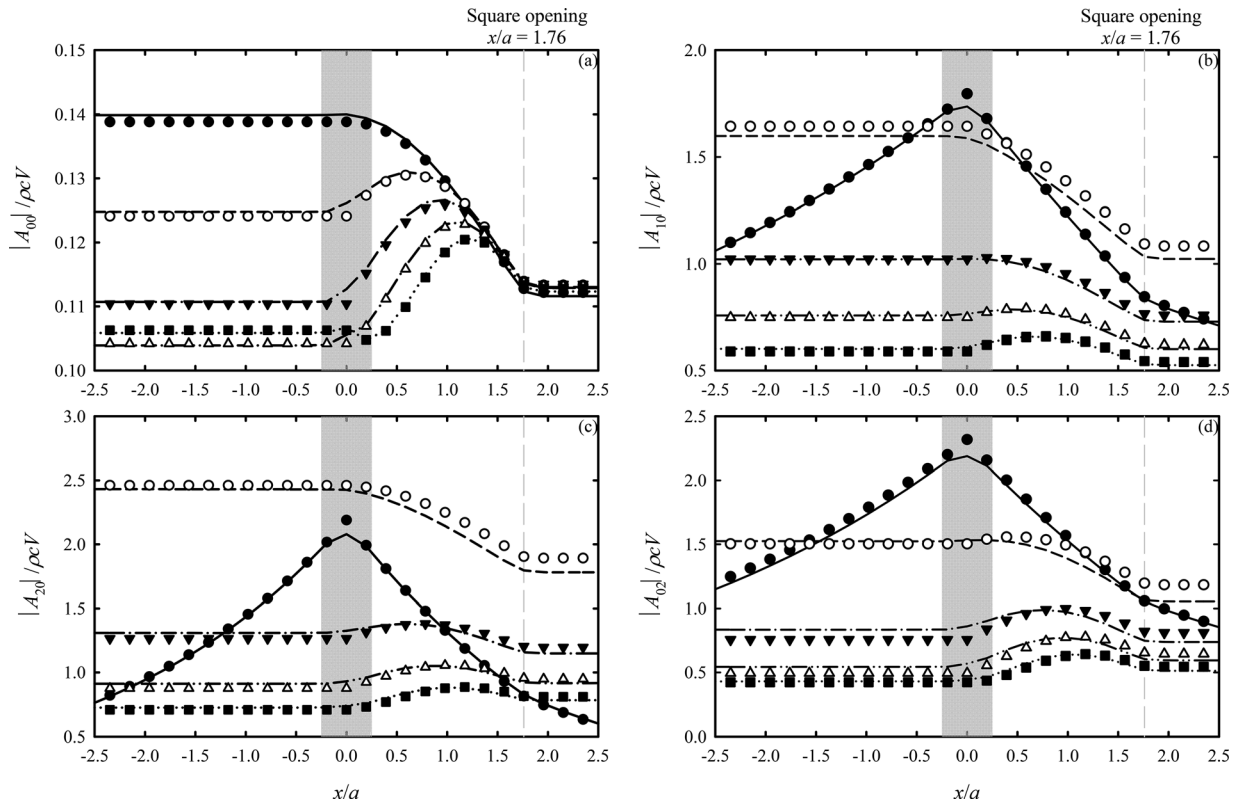 Square opening
x/a = 1.76
Square opening
x/a = 1.76
0.15
(a)
0.14
0.13
0.12
0.11
0.10
|A₀₀|/ρcV
-2.5 -2.0 -1.5 -1.0 -0.5 0.0 0.5 1.0 1.5 2.0 2.5
2.0
(b)
1.5
1.0
0.5
|A₁₀|/ρcV
-2.5 -2.0 -1.5 -1.0 -0.5 0.0 0.5 1.0 1.5 2.0 2.5
3.0
(c)
2.5
2.0
1.5
1.0
0.5
|A₂₀|/ρcV
-2.5 -2.0 -1.5 -1.0 -0.5 0.0 0.5 1.0 1.5 2.0 2.5
x/a
2.5
(d)
2.0
1.5
1.0
0.5
0.0
|A₀₂|/ρcV
-2.5 -2.0 -1.5 -1.0 -0.5 0.0 0.5 1.0 1.5 2.0 2.5
x/a